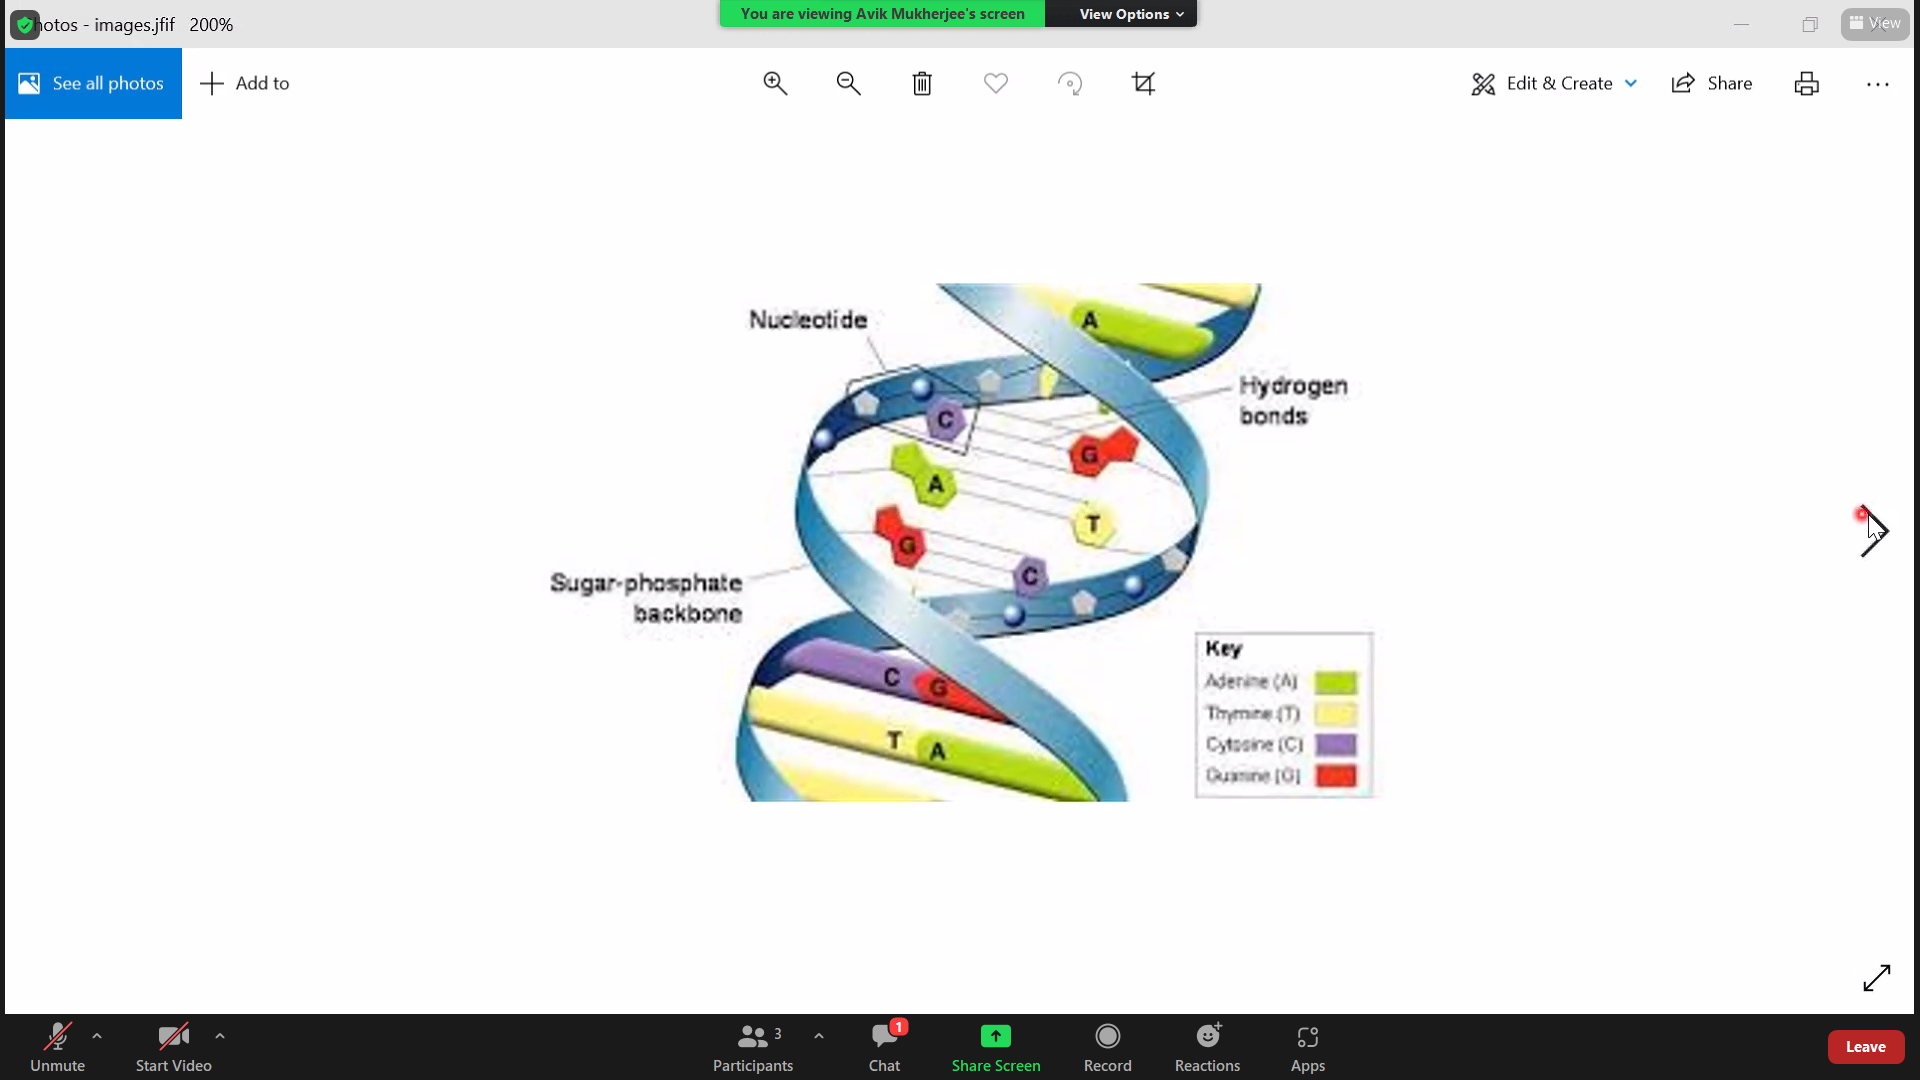 Photos - images.jfif 200%
You are viewing Avik Mukherjee's screen
View Options
View
See all photos
Add to
Edit & Create
Share
Nucleotide
A
Hydrogen
bonds
C
G
A
T
G
C
Sugar-phosphate
backbone
C G
T A
Key
Adenine (A)
Thymine (T)
Cytosine (C)
Guanine (G)
Unmute
Start Video
3
Participants
1
Chat
Share Screen
Record
Reactions
Apps
Leave